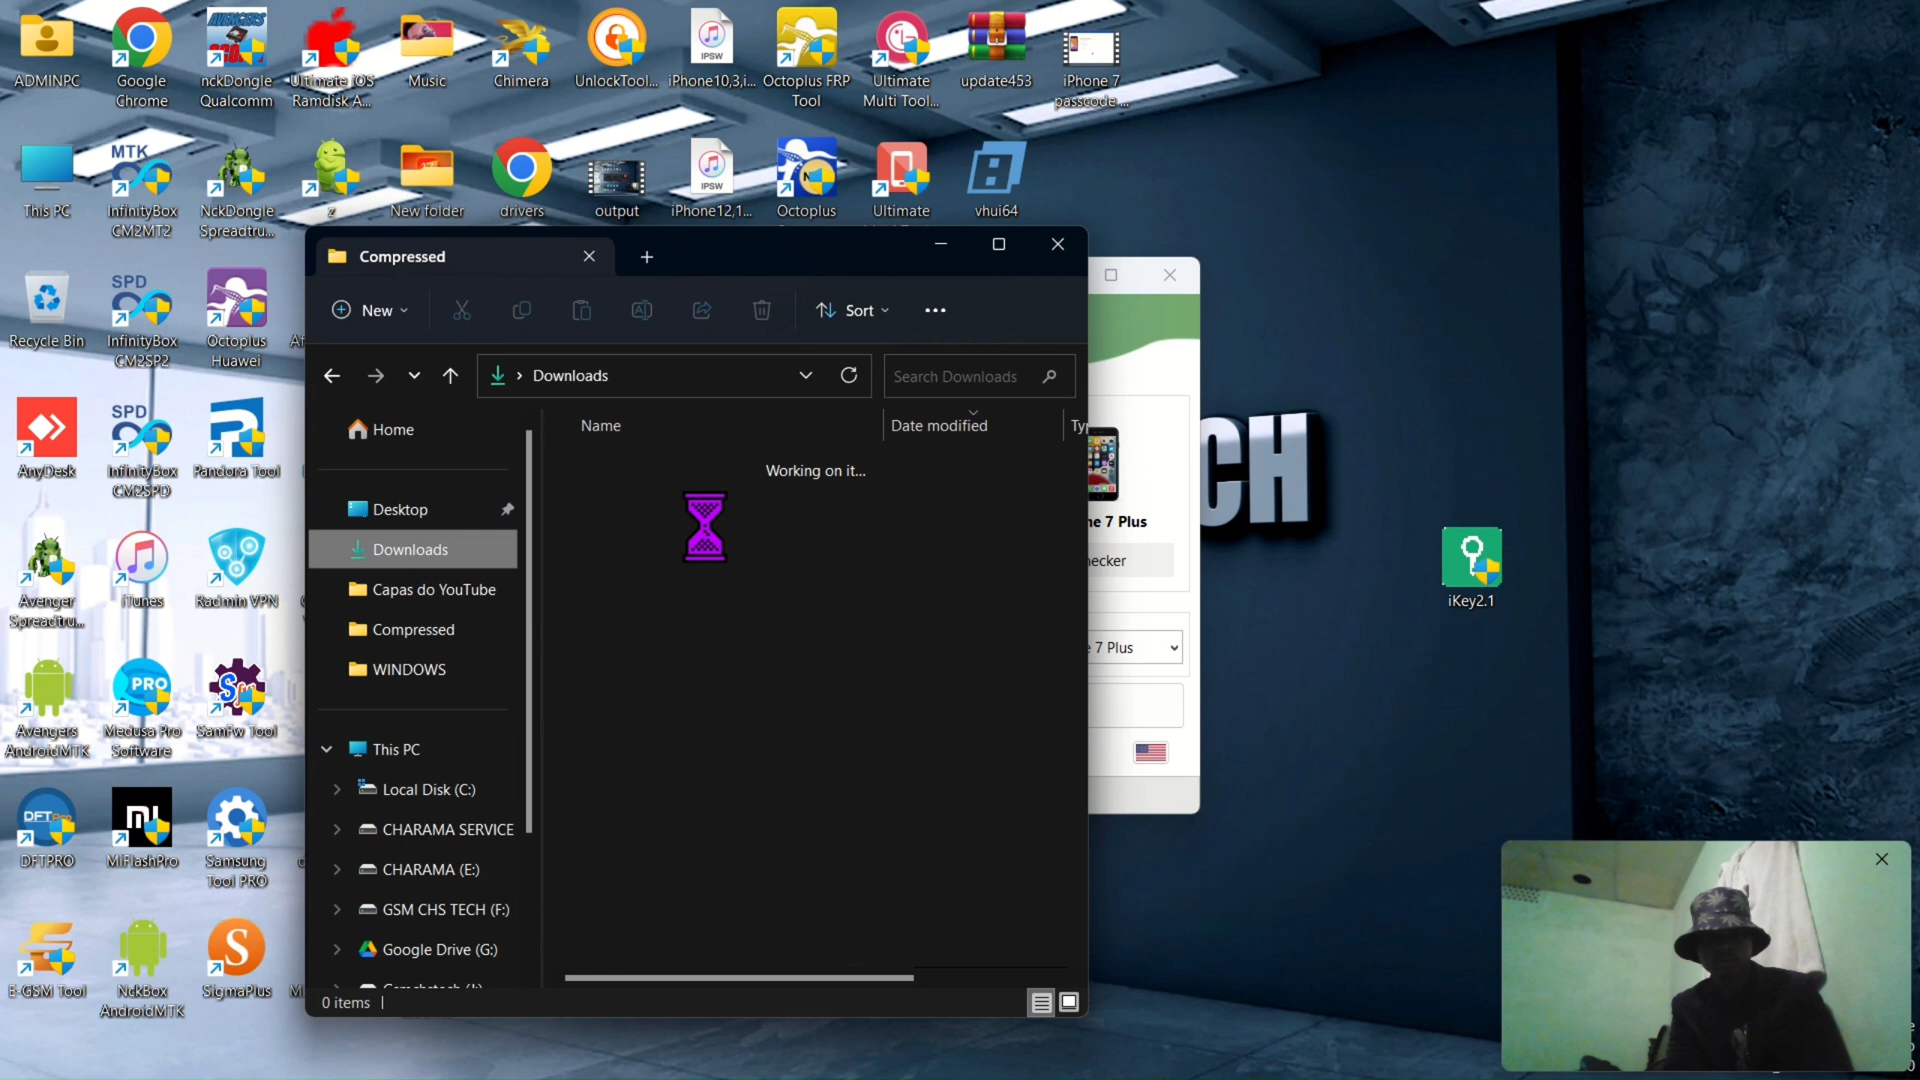 ADMINPC
Google
Chrome
nckDongle
Qualcomm
Ultimate iOS
Ramdisk A...
Music
Chimera
UnlockTool...
IPSW
iPhone10,3,i...
Octoplus FRP
Tool
Ultimate
Multi Tool...
update453
iPhone 7
passcode ...
This PC
MTK
InfinityBox
CM2MT2
NckDongle
Spreadtru...
z
New folder
drivers
output
IPSW
iPhone12,1...
Octoplus
Ultimate
vhui64
Recycle Bin
SPD
InfinityBox
CM2SP2
Octoplus
Huawei
AnyDesk
SPD
InfinityBox
CM2SPD
Pandora Tool
Avenger
Spreadtru...
iTunes
Radmin VPN
Avengers
AndroidMTK
PRO
Medusa Pro
Software
SamFw Tool
DFTPRO
MiFlashPro
Samsung
Tool PRO
E-GSM Tool
NckBox
AndroidMTK
SigmaPlus
Compressed
New
Sort
Downloads
Search Downloads
Name
Date modified
Ty
Working on it...
Home
Desktop
Downloads
Capas do YouTube
Compressed
WINDOWS
This PC
Local Disk (C:)
CHARAMA SERVICE
CHARAMA (E:)
GSM CHS TECH (F:)
Google Drive (G:)
0 items
ne 7 Plus
ecker
7 Plus
CH
iKey2.1